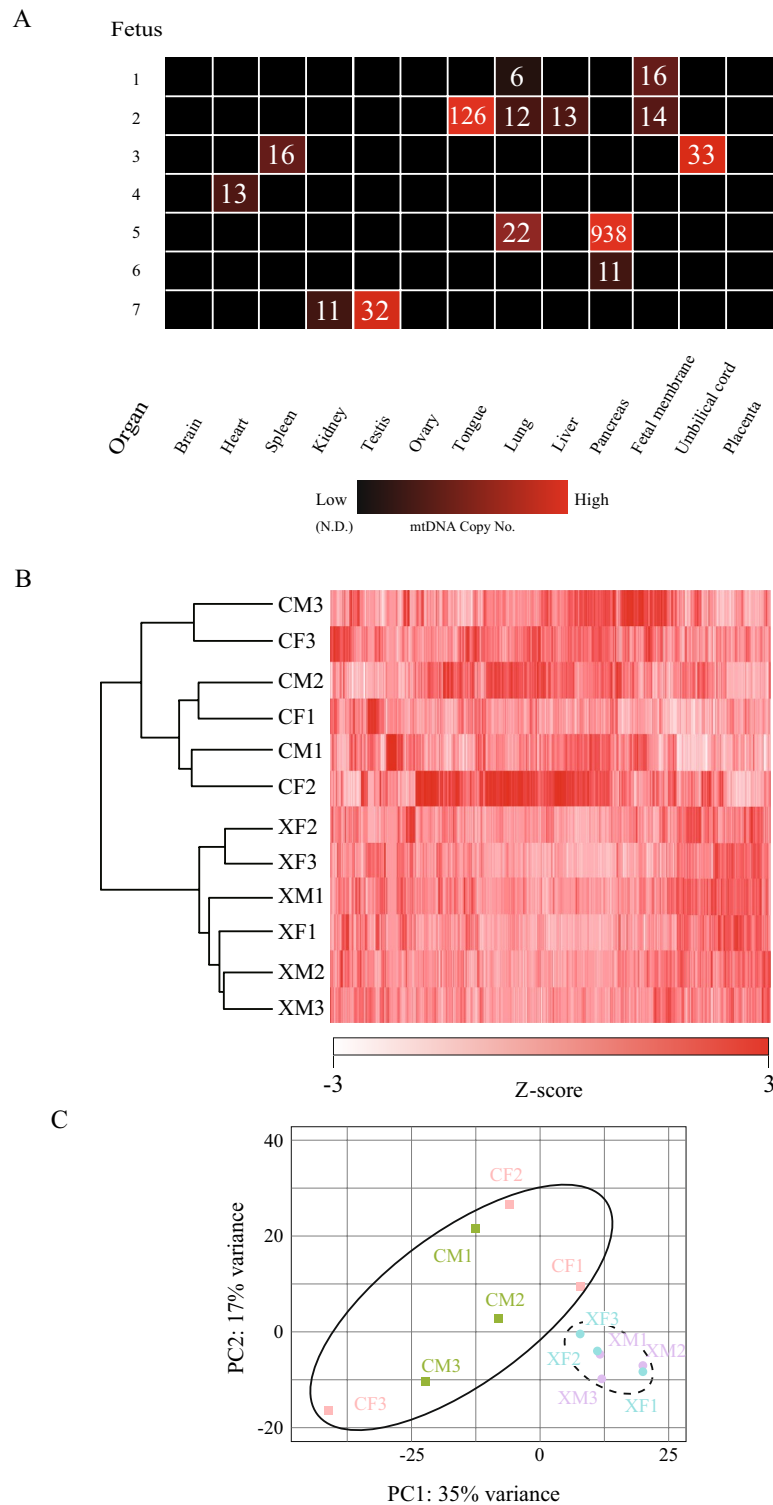 A
Fetus
1 6 16
2 126 12 13 14
3 16 33
4 13
5 22 938
6 11
7 11 32
Organ Brain Heart Spleen Kidney Testis Ovary Tongue Lung Liver Pancreas Fetal membrane Umbilical cord Placenta
Low High
(N.D.) mtDNA Copy No.
B
CM3
CF3
CM2
CF1
CM1
CF2
XF2
XF3
XM1
XF1
XM2
XM3
-3 3
Z-score
C
40
20
0
-20
PC2: 17% variance
CF2
CM1
CF1
CM2
XF3
XM1
XM2
XF2
CM3
XM3
XF1
CF3
-25 0 25
PC1: 35% variance